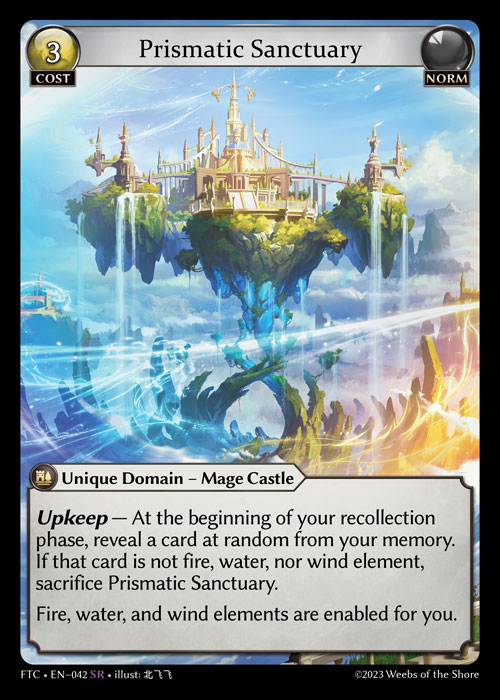 3
COST
Prismatic Sanctuary
NORM
Unique Domain – Mage Castle
Upkeep — At the beginning of your recollection
phase, reveal a card at random from your memory.
If that card is not fire, water, nor wind element,
sacrifice Prismatic Sanctuary.
Fire, water, and wind elements are enabled for you.
FTC • EN–042 SR • illust: 北飞飞
©2023 Weebs of the Shore